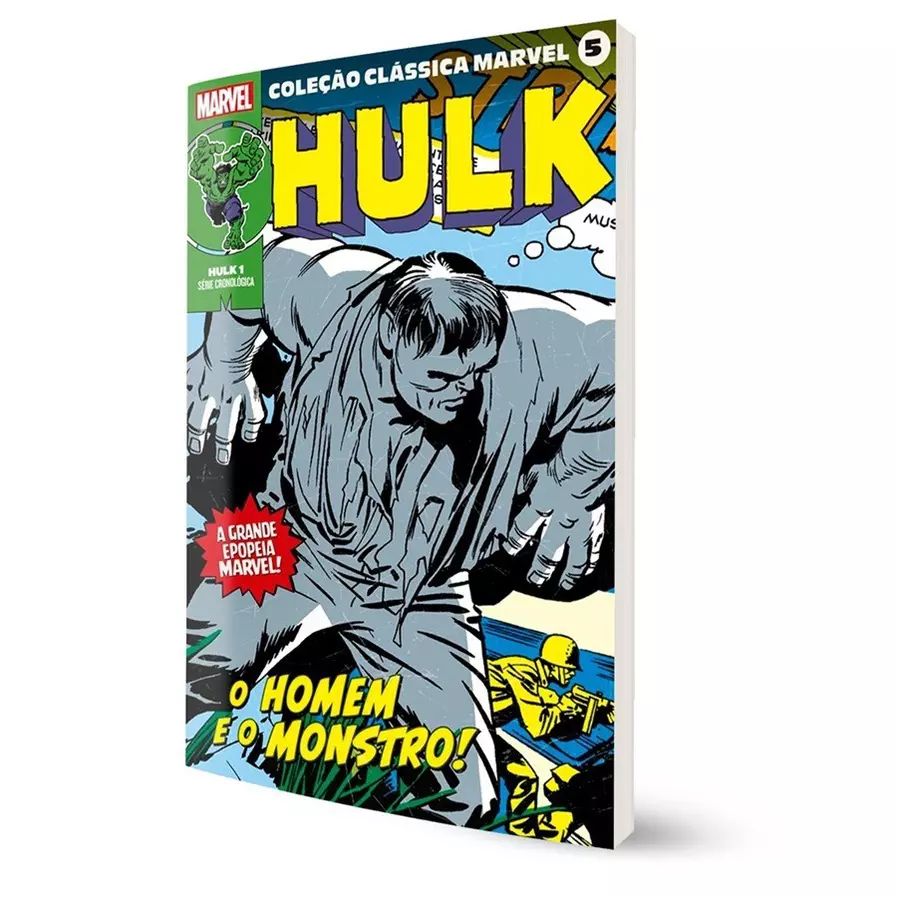 COLEÇÃO CLÁSSICA MARVEL 5
MARVEL
HULK
MUS
HULK 1
SÉRIE CRONOLÓGICA
A GRANDE
EPOPEIA
MARVEL!
O HOMEM
E O MONSTRO!